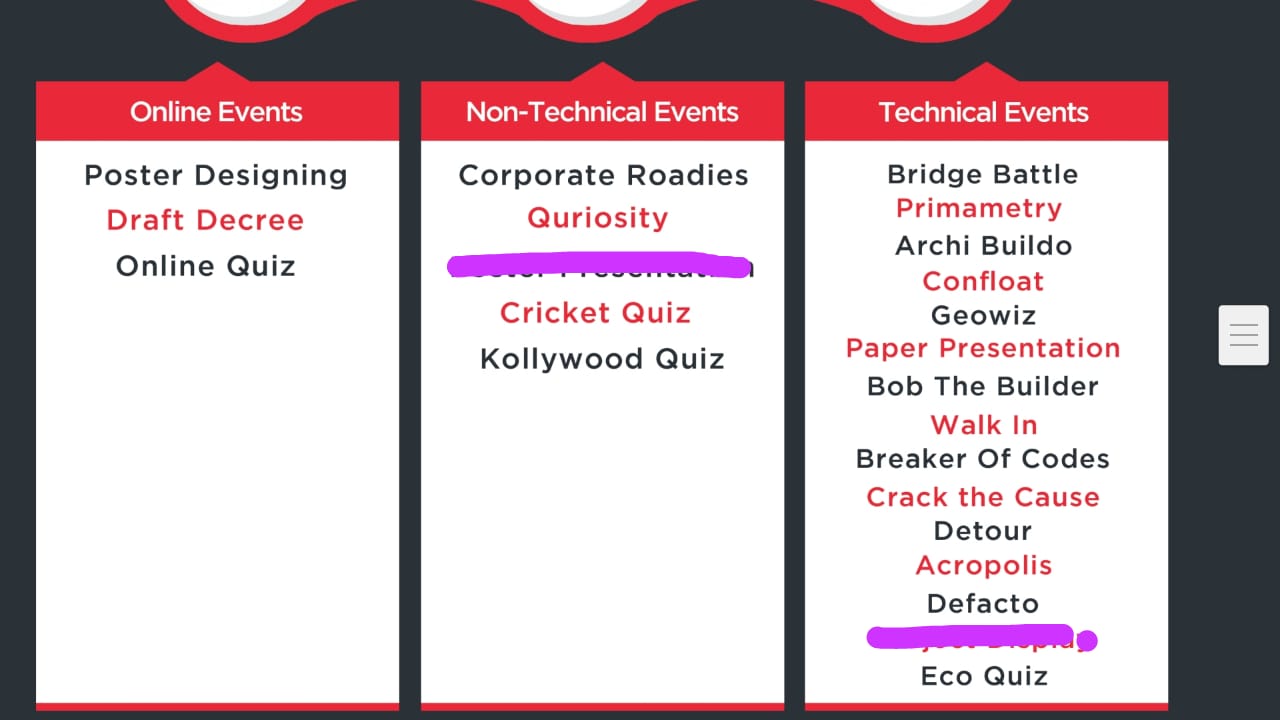 Online Events
Poster Designing
Draft Decree
Online Quiz
Non-Technical Events
Corporate Roadies
Quriosity
Cricket Quiz
Kollywood Quiz
Technical Events
Bridge Battle
Primametry
Archi Buildo
Confloat
Geowiz
Paper Presentation
Bob The Builder
Walk In
Breaker Of Codes
Crack the Cause
Detour
Acropolis
Defacto
Eco Quiz